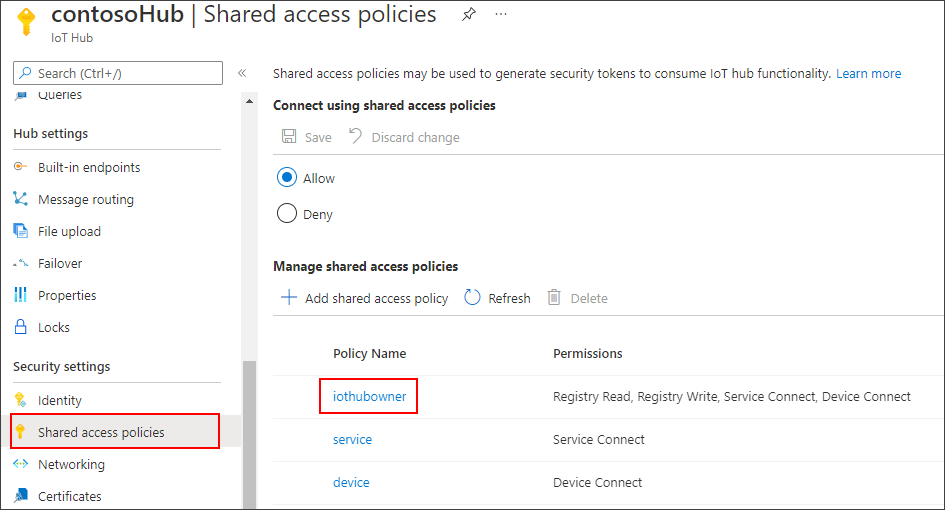 contosoHub | Shared access policies ...
IoT Hub
Search (Ctrl+/)
«
Queries
Hub settings
Built-in endpoints
Message routing
File upload
Failover
Properties
Locks
Security settings
Identity
Shared access policies
Networking
Certificates
Shared access policies may be used to generate security tokens to consume IoT hub functionality. Learn more
Connect using shared access policies
Save Discard change
Allow
Deny
Manage shared access policies
Add shared access policy Refresh Delete
Policy Name Permissions
iothubowner Registry Read, Registry Write, Service Connect, Device Connect
service Service Connect
device Device Connect